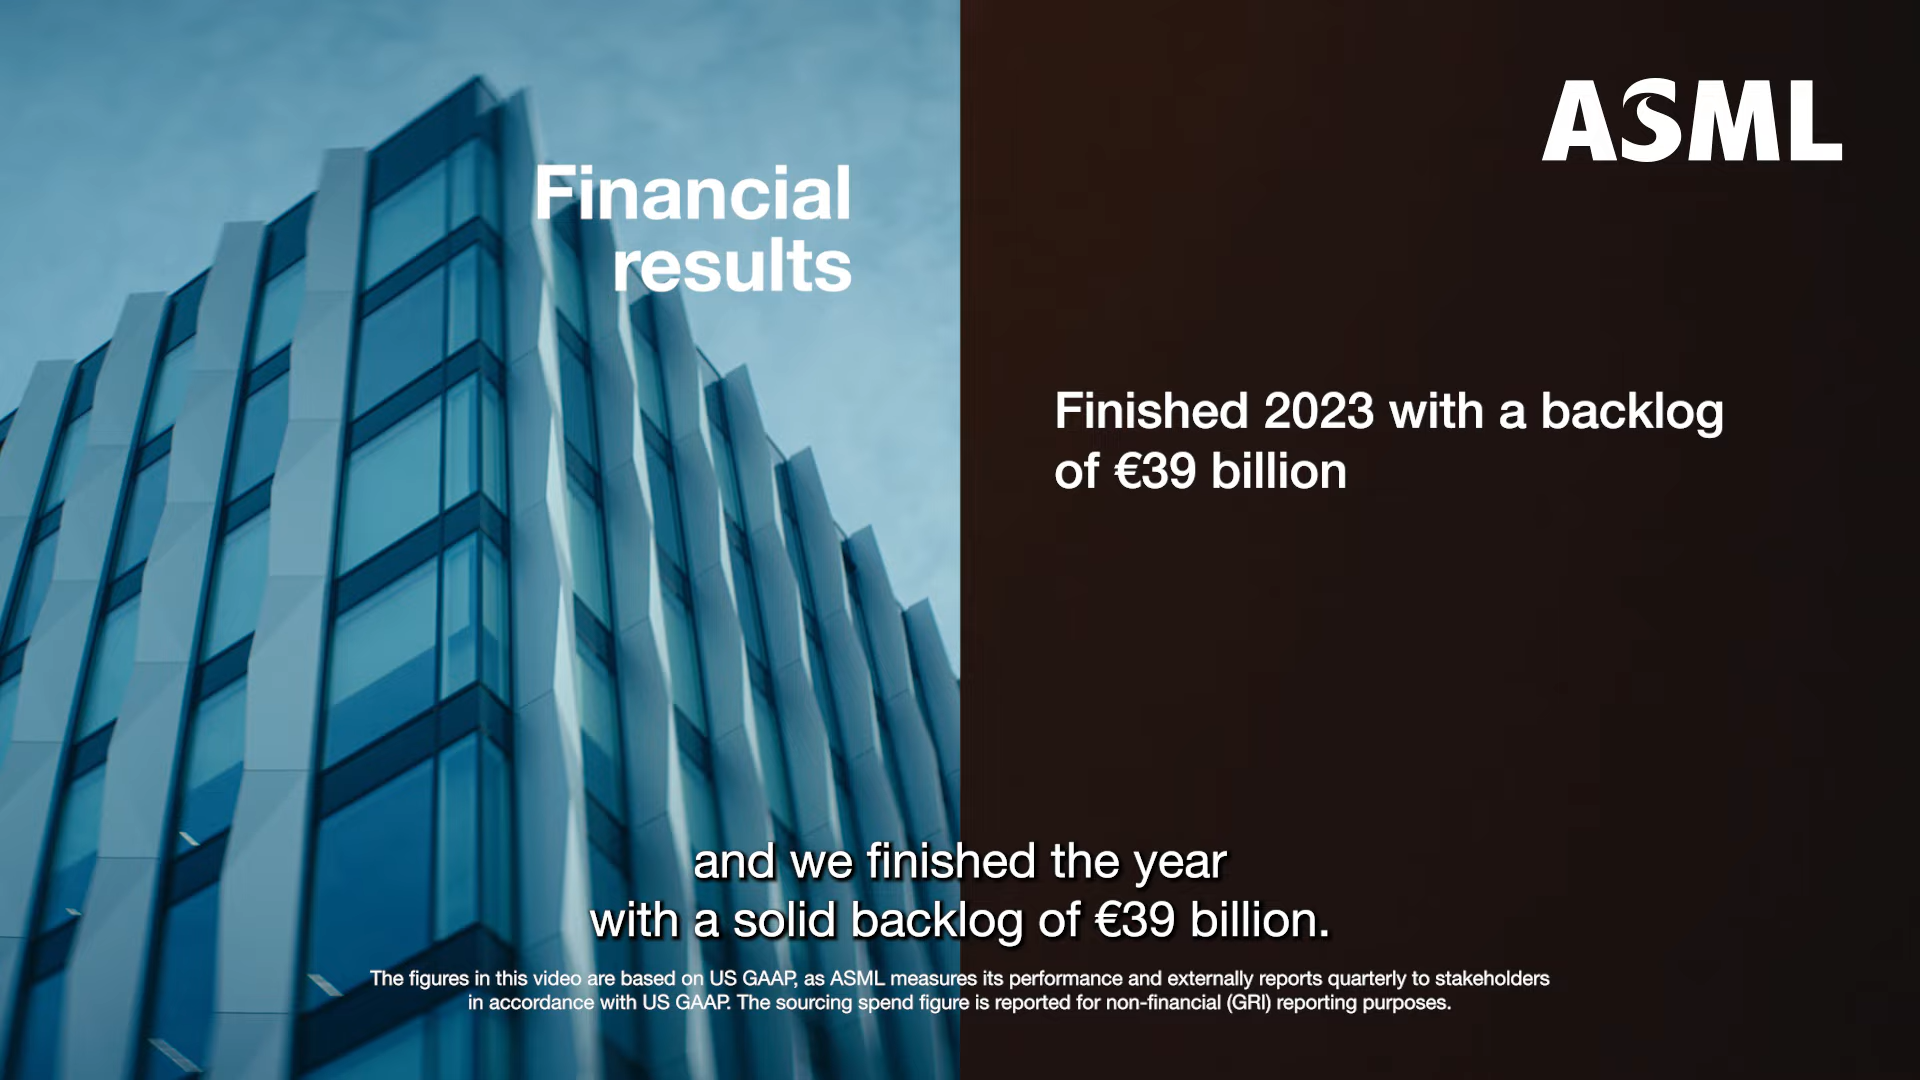 Financial
results
ASML
Finished 2023 with a backlog
of €39 billion
and we finished the year
with a solid backlog of €39 billion.
The figures in this video are based on US GAAP, as ASML measures its performance and externally reports quarterly to stakeholders
in accordance with US GAAP. The sourcing spend figure is reported for non-financial (GRI) reporting purposes.